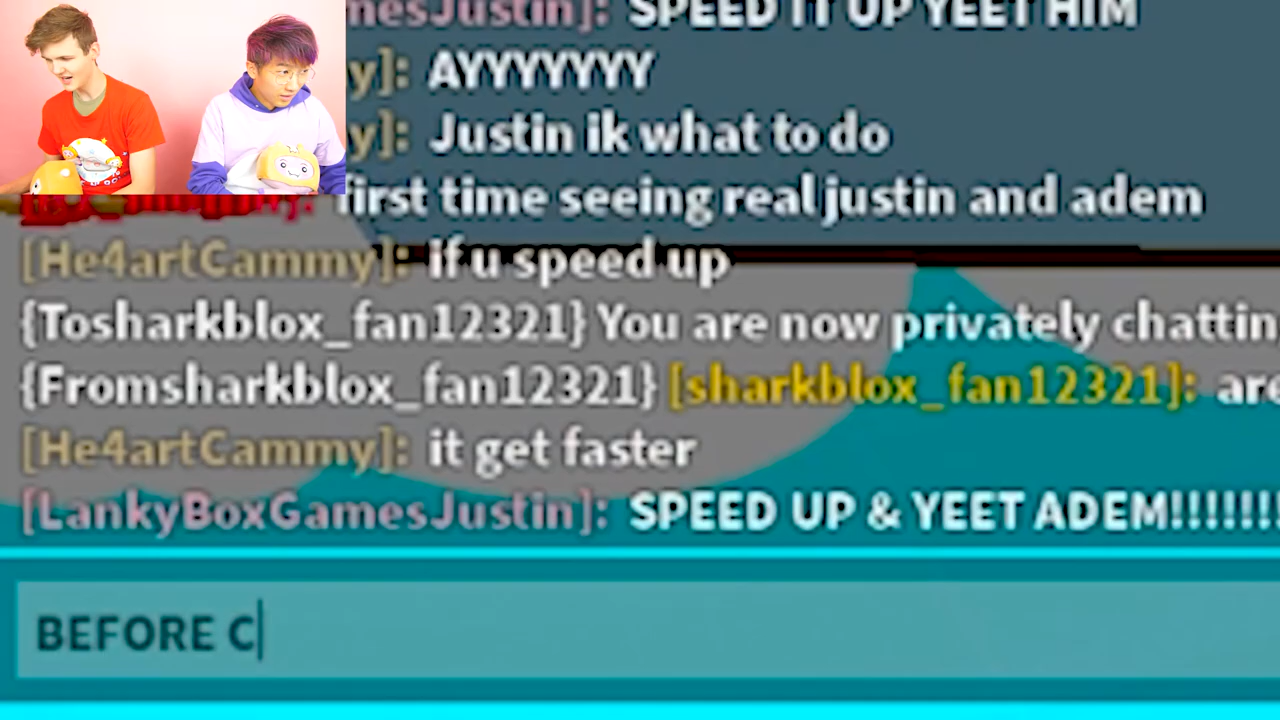 mesJustin]: SPEED IT UP YEET HIM
y]: AYYYYYYY
y]: Justin ik what to do
first time seeing real justin and adem
[He4artCammy]: if u speed up
{Tosharkblox_fan12321} You are now privately chattin
{Fromsharkblox_fan12321} [sharkblox_fan12321]: are
[He4artCammy]: it get faster
[LankyBoxGamesJustin]: SPEED UP & YEET ADEM!!!!!!!!
BEFORE C